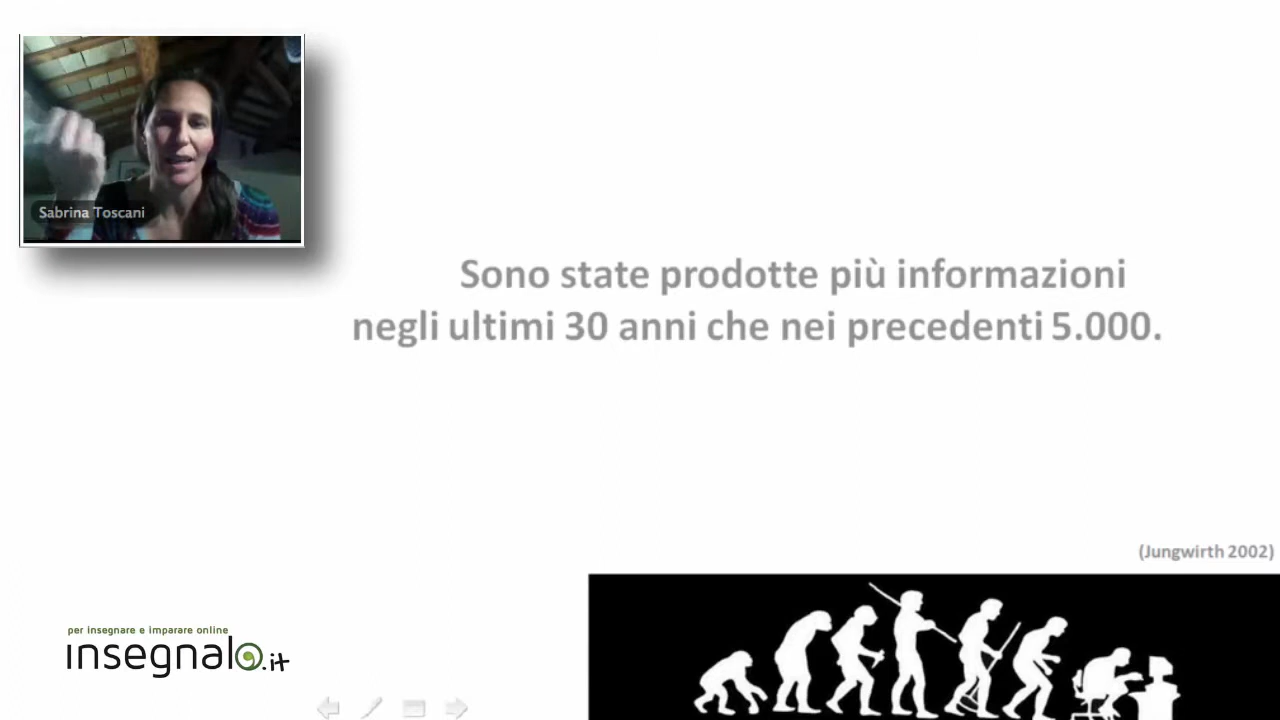 Sabrina Toscani
Sono state prodotte più informazioni
negli ultimi 30 anni che nei precedenti 5.000.
(Jungwirth 2002)
per insegnare e imparare online
insegnalo.it